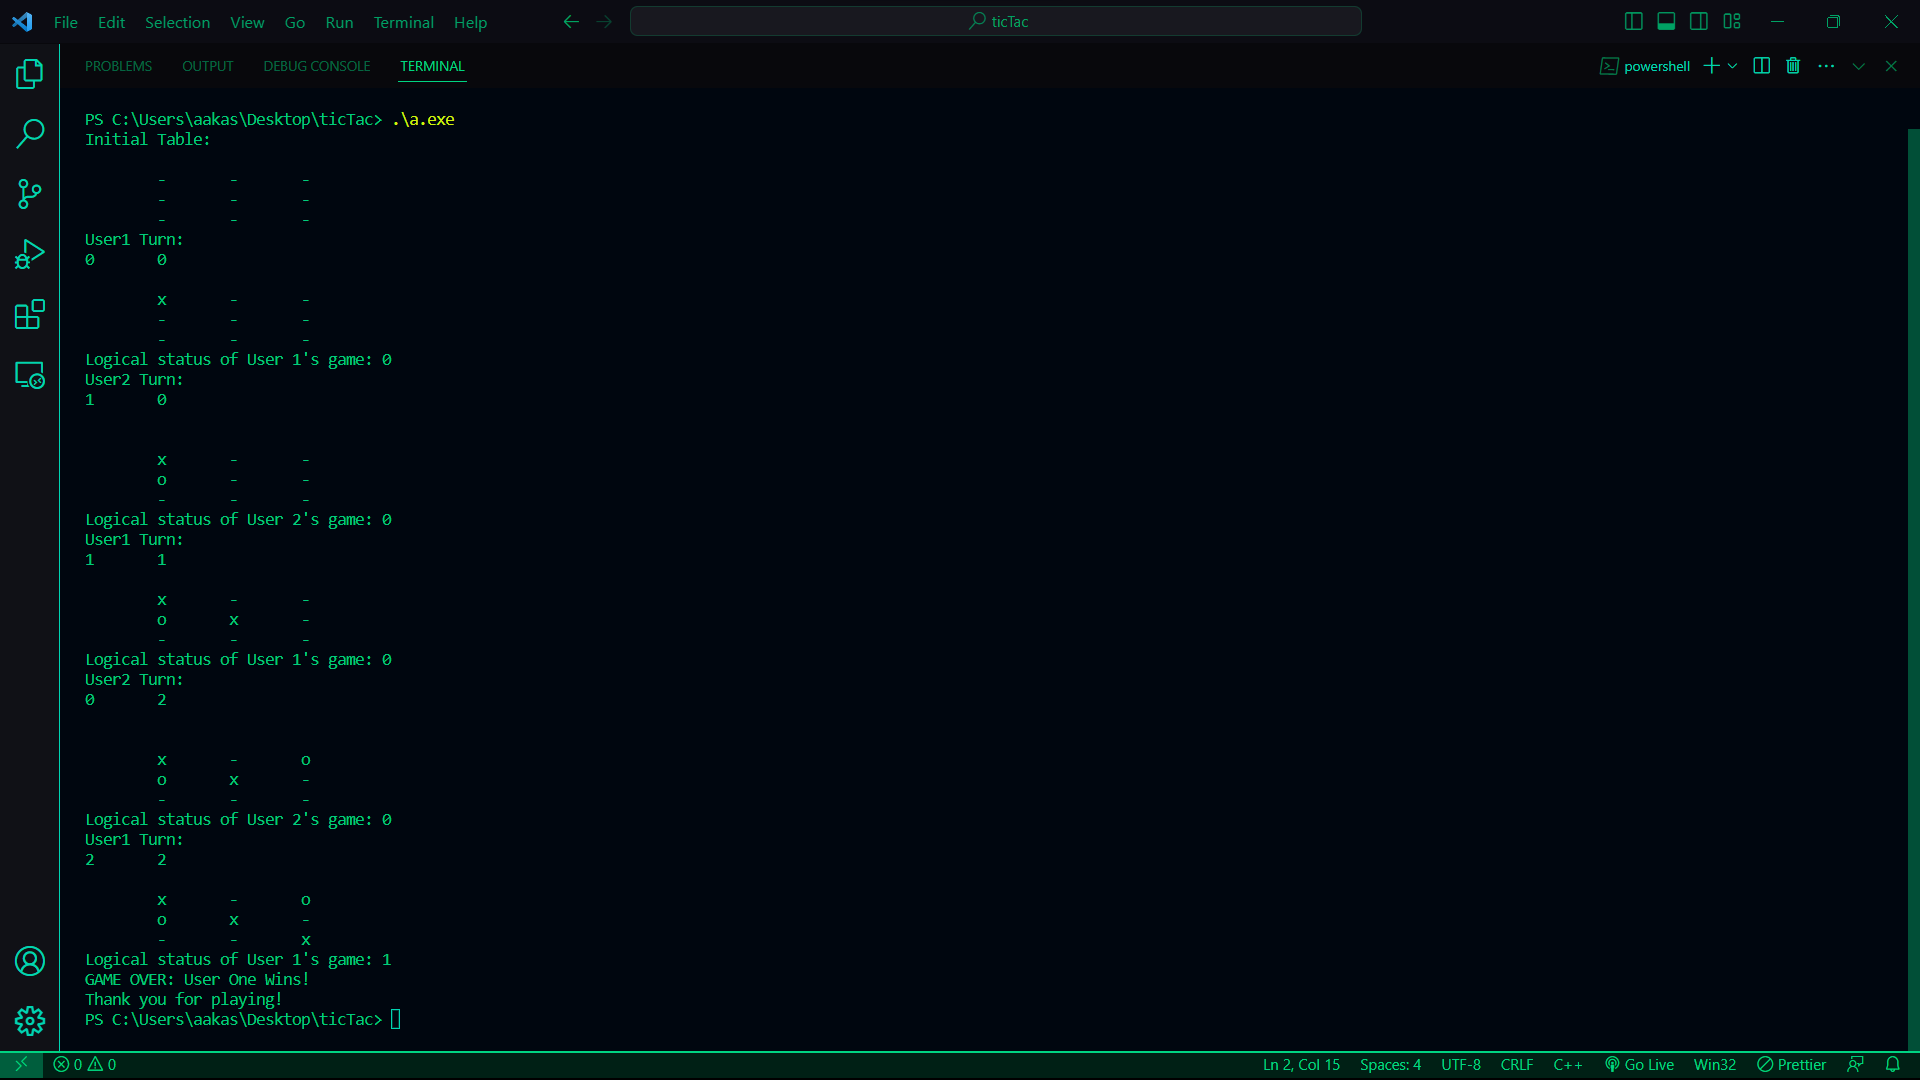 File Edit Selection View Go Run Terminal Help ticTac
PROBLEMS OUTPUT DEBUG CONSOLE TERMINAL powershell
PS C:\Users\aakas\Desktop\ticTac> .\a.exe
Initial Table:
- - -
- - -
- - -
User1 Turn:
0 0
x - -
- - -
- - -
Logical status of User 1's game: 0
User2 Turn:
1 0
x - -
o - -
- - -
Logical status of User 2's game: 0
User1 Turn:
1 1
x - -
o x -
- - -
Logical status of User 1's game: 0
User2 Turn:
0 2
x - o
o x -
- - -
Logical status of User 2's game: 0
User1 Turn:
2 2
x - o
o x -
- - x
Logical status of User 1's game: 1
GAME OVER: User One Wins!
Thank you for playing!
PS C:\Users\aakas\Desktop\ticTac>
0 0 Ln 2, Col 15 Spaces: 4 UTF-8 CRLF C++ Go Live Win32 Prettier